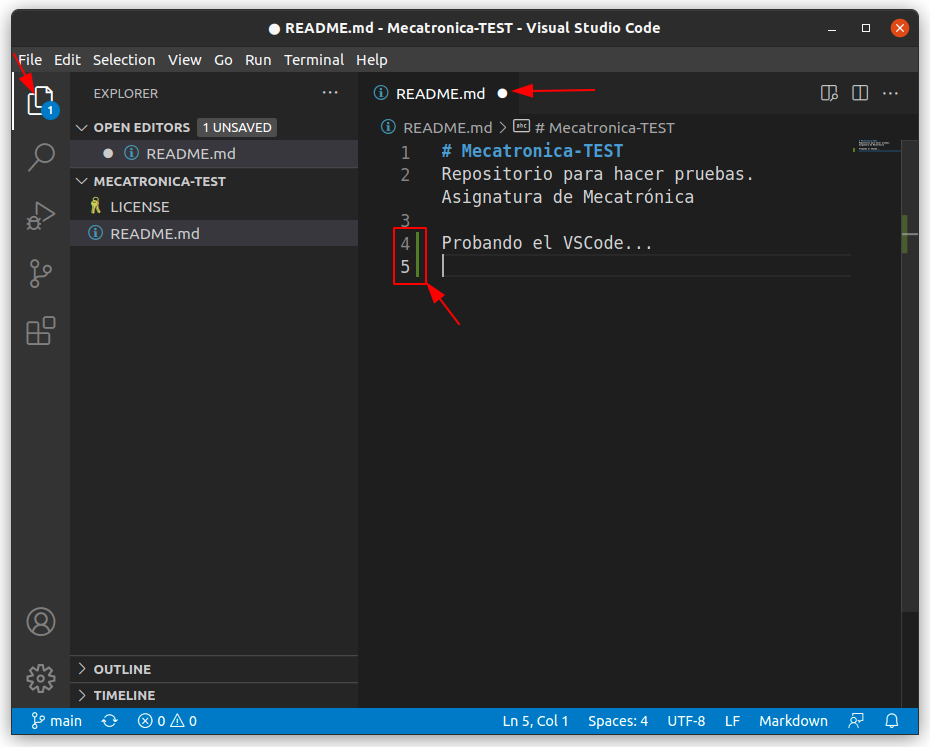 README.md - Mecatronica-TEST - Visual Studio Code
File Edit Selection View Go Run Terminal Help
1
EXPLORER
OPEN EDITORS 1 UNSAVED
README.md
MECATRONICA-TEST
LICENSE
README.md
OUTLINE
TIMELINE
README.md
README.md > abc # Mecatronica-TEST
1 # Mecatronica-TEST
2 Repositorio para hacer pruebas.
Asignatura de Mecatrónica
3
4 Probando el VSCode...
5
main 0 0 Ln 5, Col 1 Spaces: 4 UTF-8 LF Markdown